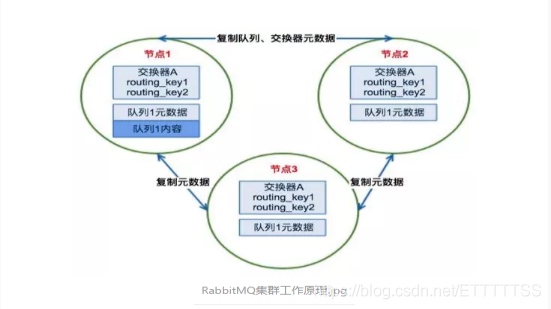 复制队列、交换器元数据
节点1
交换器A
routing_key1
routing_key2
队列1元数据
队列1内容
节点2
交换器A
routing_key1
routing_key2
队列1元数据
复制元数据
节点3
交换器A
routing_key1
routing_key2
队列1元数据
复制元数据
RabbitMQ集群工作原理.jpg
https://blog.csdn.net/ETTTTTSS